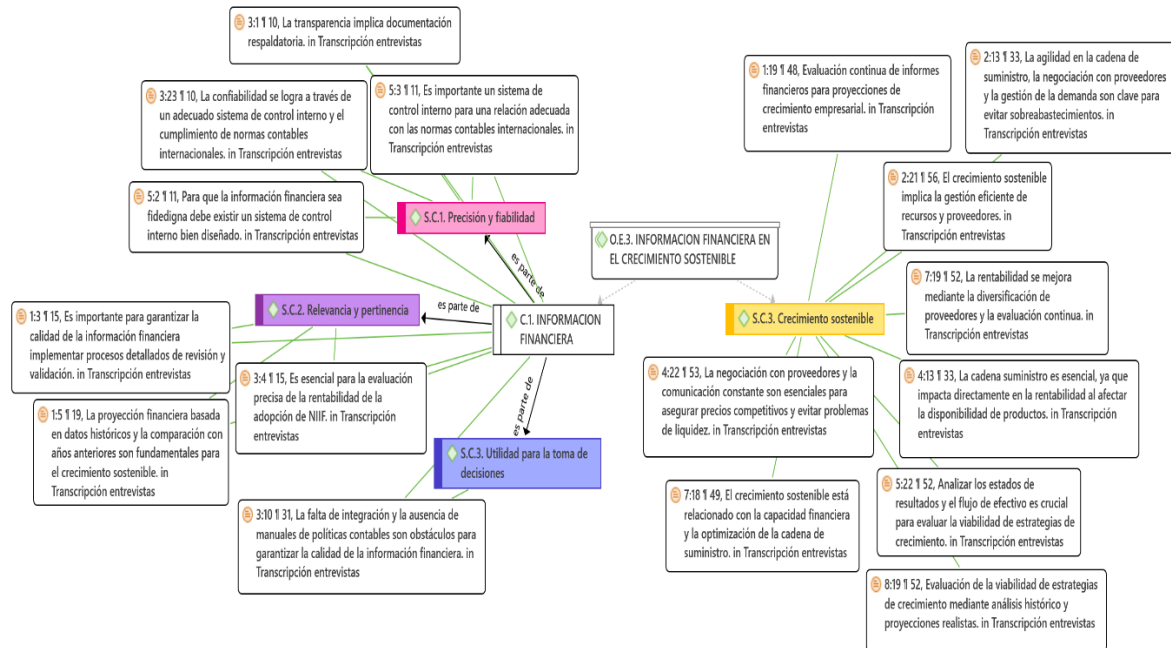 3:1 ¶ 10, La transparencia implica documentación
respaldatoria. in Transcripción entrevistas
3:23 ¶ 10, La confiabilidad se logra a través de
un adecuado sistema de control interno y el
cumplimiento de normas contables
internacionales. in Transcripción entrevistas
5:3 ¶ 11, Es importante un sistema de
control interno para una relación adecuada
con las normas contables internacionales. in
Transcripción entrevistas
5:2 ¶ 11, Para que la información financiera sea
fidedigna debe existir un sistema de control
interno bien diseñado. in Transcripción
entrevistas
S.C.1. Precisión y fiabilidad
es parte de
S.C.2. Relevancia y pertinencia
es parte de
C.1. INFORMACION
FINANCIERA
1:3 ¶ 15, Es importante para garantizar la
calidad de la información financiera
implementar procesos detallados de revisión y
validación. in Transcripción entrevistas
3:4 ¶ 15, Es esencial para la evaluación
precisa de la rentabilidad de la
adopción de NIIF. in Transcripción
entrevistas
1:5 ¶ 19, La proyección financiera basada
en datos históricos y la comparación con
años anteriores son fundamentales para
el crecimiento sostenible. in
Transcripción entrevistas
es parte de
S.C.3. Utilidad para la toma de
decisiones
3:10 ¶ 31, La falta de integración y la ausencia de
manuales de políticas contables son obstáculos para
garantizar la calidad de la información financiera. in
Transcripción entrevistas
O.E.3. INFORMACION FINANCIERA EN
EL CRECIMIENTO SOSTENIBLE
1:19 ¶ 48, Evaluación continua de informes
financieros para proyecciones de
crecimiento empresarial. in Transcripción
entrevistas
2:13 ¶ 33, La agilidad en la cadena de
suministro, la negociación con proveedores
y la gestión de la demanda son clave para
evitar sobreabastecimientos. in
Transcripción entrevistas
2:21 ¶ 56, El crecimiento sostenible
implica la gestión eficiente de
recursos y proveedores. in
Transcripción entrevistas
7:19 ¶ 52, La rentabilidad se mejora
mediante la diversificación de
proveedores y la evaluación continua. in
Transcripción entrevistas
S.C.3. Crecimiento sostenible
4:22 ¶ 53, La negociación con proveedores y la
comunicación constante son esenciales para
asegurar precios competitivos y evitar problemas
de liquidez. in Transcripción entrevistas
4:13 ¶ 33, La cadena suministro es esencial, ya que
impacta directamente en la rentabilidad al afectar
la disponibilidad de productos. in Transcripción
entrevistas
7:18 ¶ 49, El crecimiento sostenible está
relacionado con la capacidad financiera
y la optimización de la cadena de
suministro. in Transcripción entrevistas
5:22 ¶ 52, Analizar los estados de
resultados y el flujo de efectivo es crucial
para evaluar la viabilidad de estrategias de
crecimiento. in Transcripción entrevistas
8:19 ¶ 52, Evaluación de la viabilidad de estrategias
de crecimiento mediante análisis histórico y
proyecciones realistas. in Transcripción entrevistas